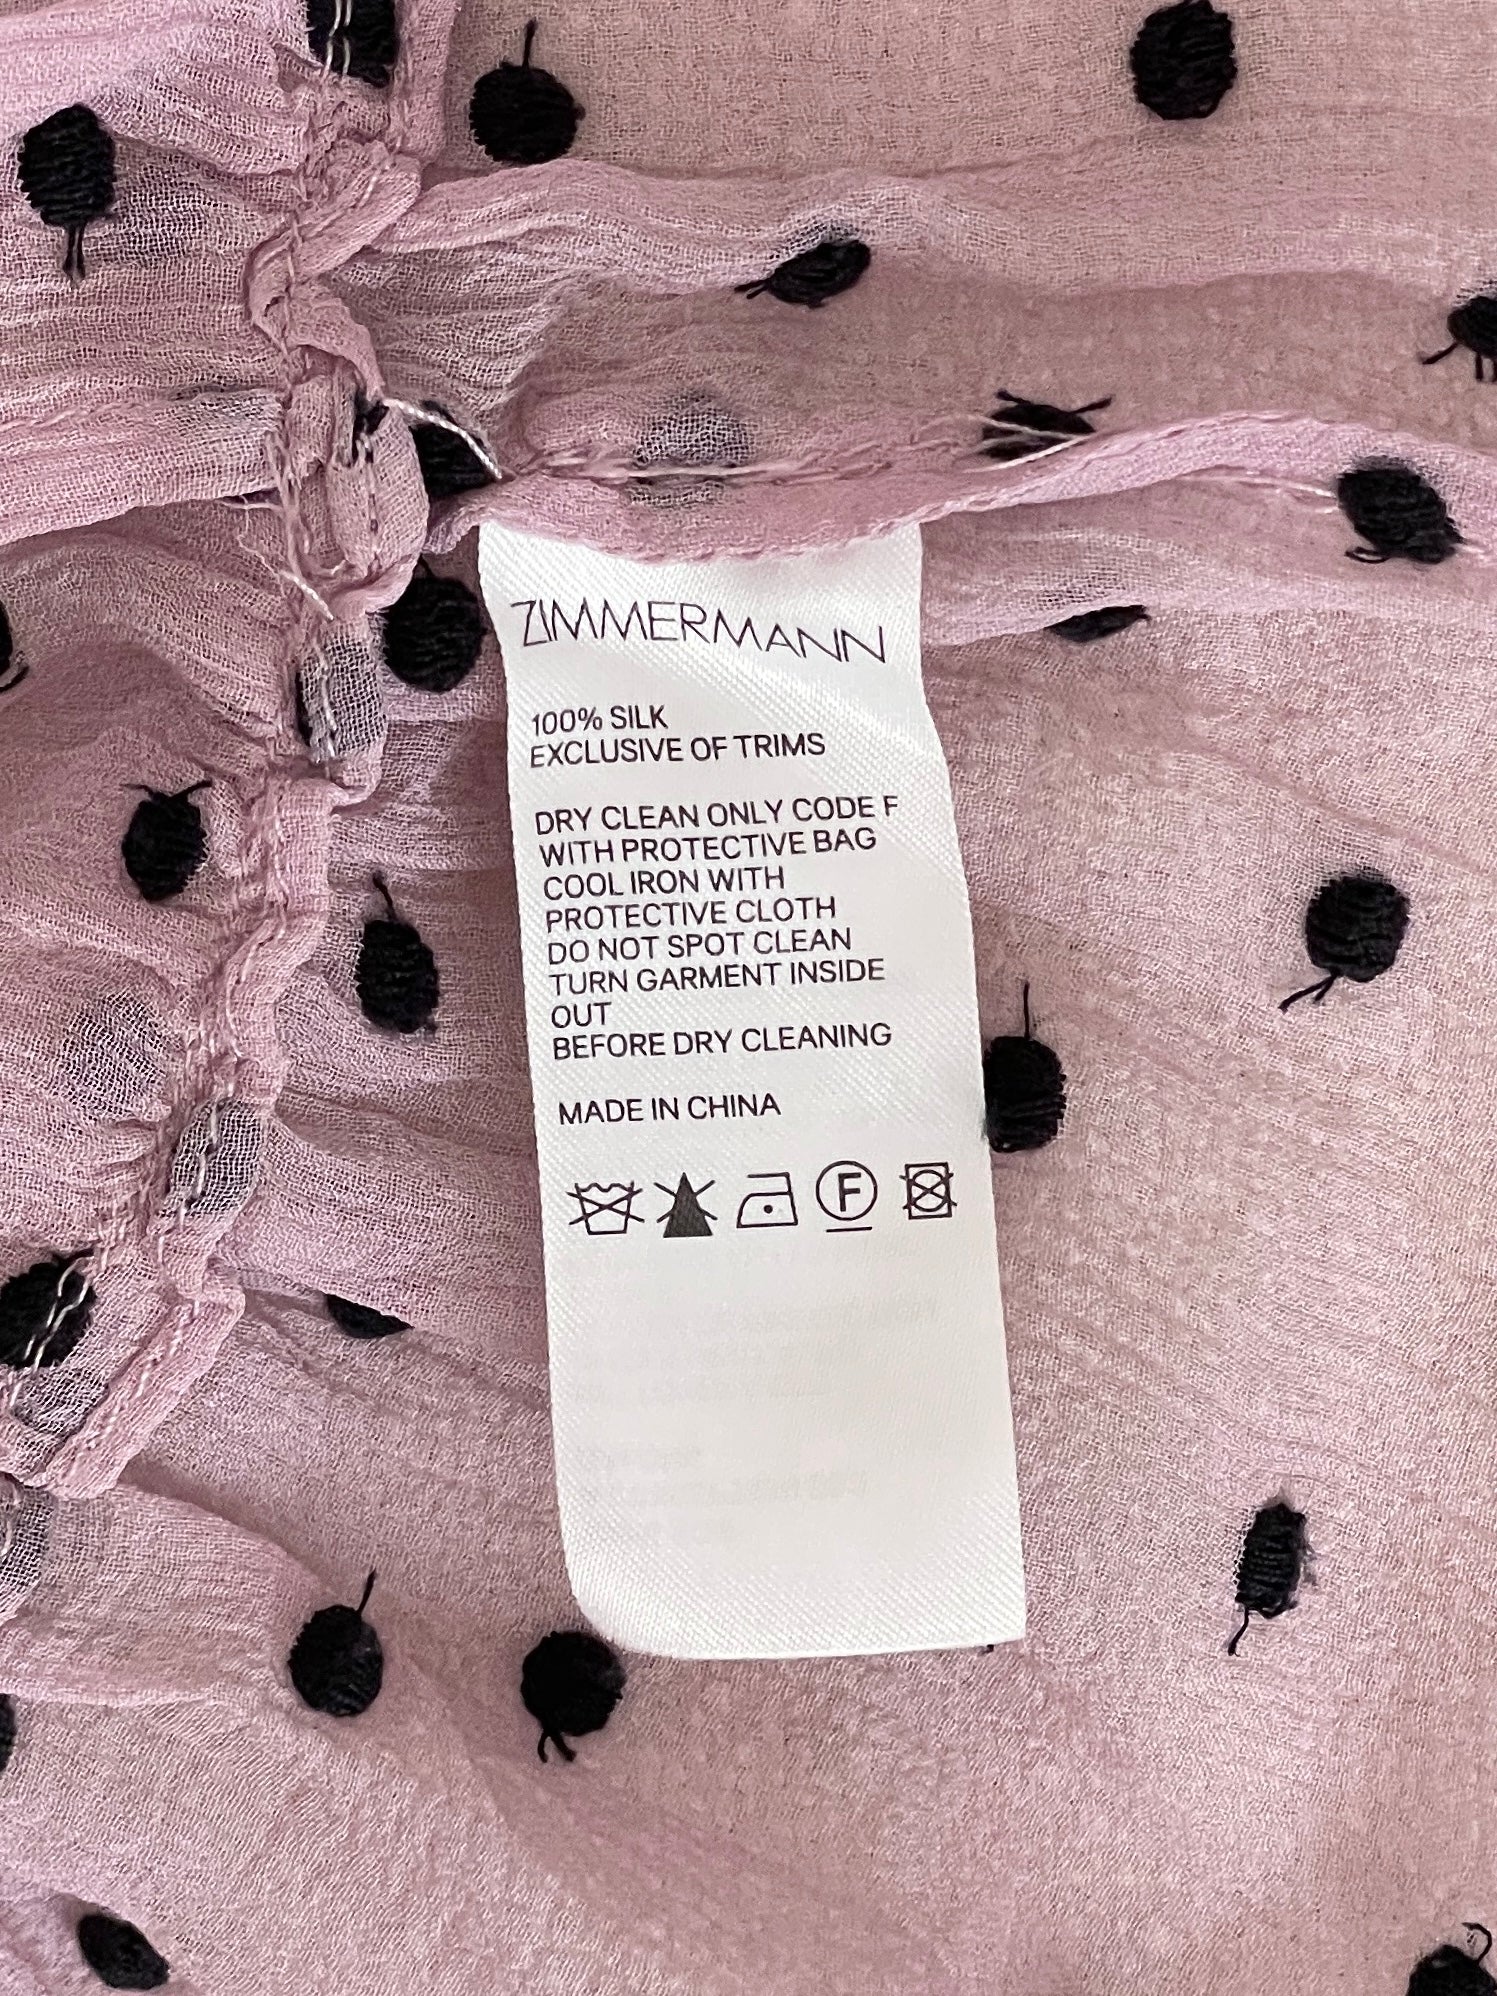 ZIMMERMANN
100% SILK
EXCLUSIVE OF TRIMS
DRY CLEAN ONLY CODE F
WITH PROTECTIVE BAG
COOL IRON WITH
PROTECTIVE CLOTH
DO NOT SPOT CLEAN
TURN GARMENT INSIDE
OUT
BEFORE DRY CLEANING
MADE IN CHINA
F